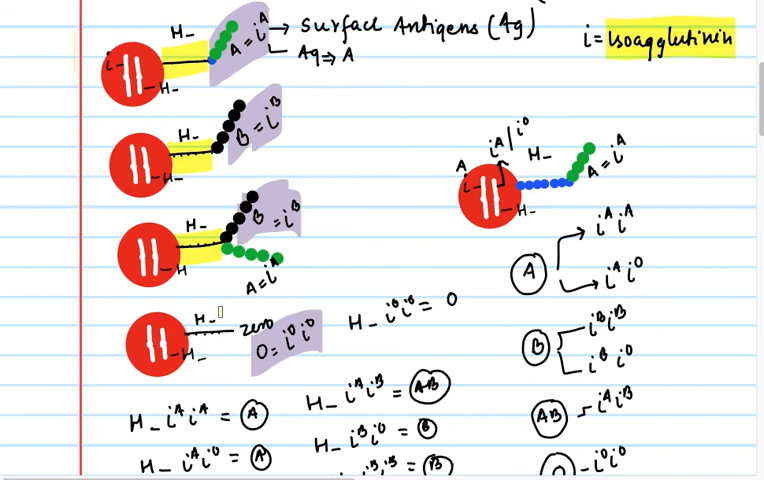 H_
A = i^A → Surface Antigens (Ag)
Ag ⇒ A
i = Isoagglutinin
i
H_
H_
B = i^B
H_
H_
B = i^B
H
A = i^A
H_
zero
O = i^O i^O
H_
H_ i^O i^O = O
i^A / i^O
H_
A
i
A = i^A
H_
A
i^A i^A
i^A i^O
B
i^B i^B
i^B i^O
AB - i^A i^B
O - i^O i^O
H_ i^A i^A = A
H_ i^A i^O = A
H_ i^A i^B = AB
H_ i^B i^O = B
i^B i^B = B